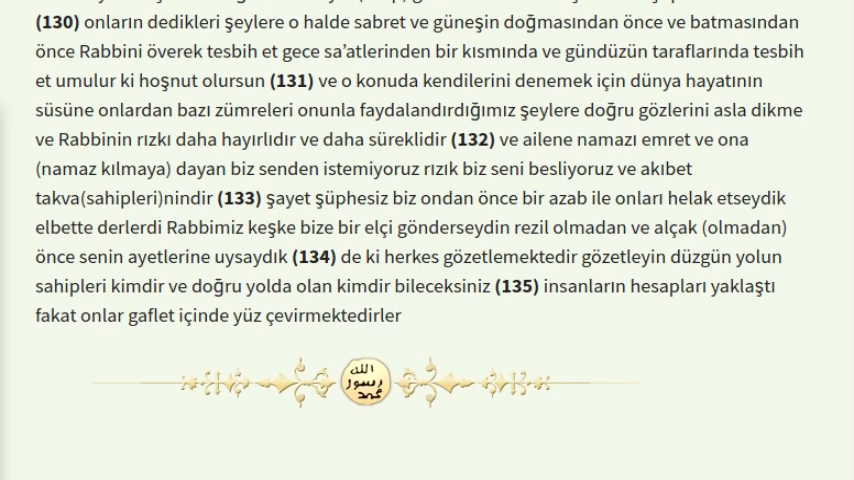 (130) onların dedikleri şeylere o halde sabret ve güneşin doğmasından önce ve batmasından
önce Rabbini överek tesbih et gece sa’atlerinden bir kısmında ve gündüzün taraflarında tesbih
et umulur ki hoşnut olursun (131) ve o konuda kendilerini denemek için dünya hayatının
süsüne onlardan bazı zümreleri onunla faydalandırdığımız şeylere doğru gözlerini asla dikme
ve Rabbinin rızkı daha hayırlıdır ve daha süreklidir (132) ve ailene namazı emret ve ona
(namaz kılmaya) dayan biz senden istemiyoruz rızık biz seni besliyoruz ve akıbet
takva(sahipleri)nindir (133) şayet şüphesiz biz ondan önce bir azab ile onları helak etseydik
elbette derlerdi Rabbimiz keşke bize bir elçi gönderseydin rezil olmadan ve alçak (olmadan)
önce senin ayetlerine uysaydık (134) de ki herkes gözetlemektedir gözetleyin düzgün yolun
sahipleri kimdir ve doğru yolda olan kimdir bileceksiniz (135) insanların hesapları yaklaştı
fakat onlar gaflet içinde yüz çevirmektedirler
الله
رسول
محمد